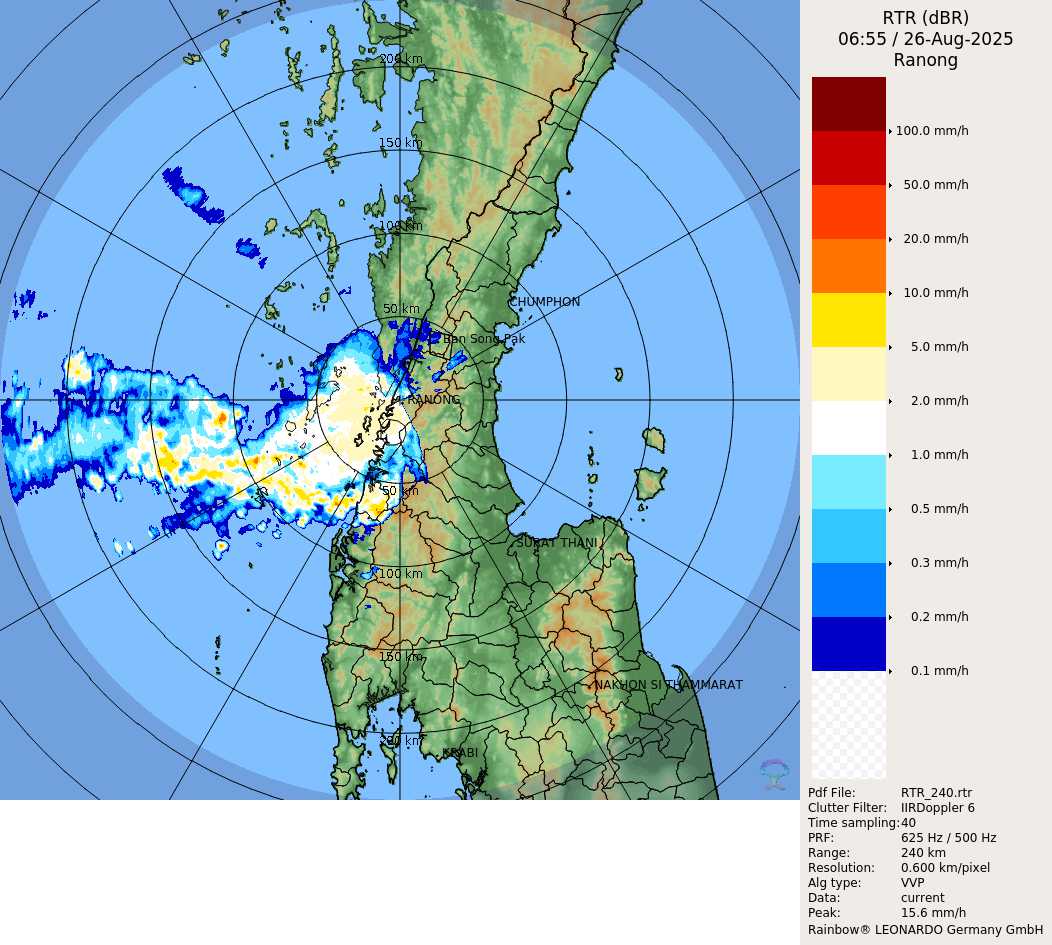 RTR (dBR)
06:55 / 26-Aug-2025
Ranong
200 km
150 km
100 km
50 km
CHUMPHON
Ban Song Pak
RANONG
50 km
SURAT THANI
100 km
150 km
NAKHON SI THAMMARAT
200 km
KRABI
100.0 mm/h
50.0 mm/h
20.0 mm/h
10.0 mm/h
5.0 mm/h
2.0 mm/h
1.0 mm/h
0.5 mm/h
0.3 mm/h
0.2 mm/h
0.1 mm/h
Pdf File: RTR_240.rtr
Clutter Filter: IIRDoppler 6
Time sampling: 40
PRF: 625 Hz / 500 Hz
Range: 240 km
Resolution: 0.600 km/pixel
Alg type: VVP
Data: current
Peak: 15.6 mm/h
Rainbow® LEONARDO Germany GmbH